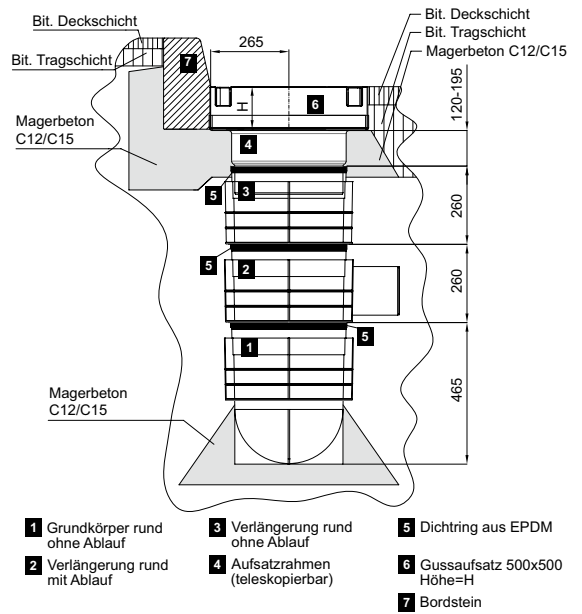 Bit. Deckschicht
Bit. Tragschicht
Magerbeton
C12/C15
265
Bit. Deckschicht
Bit. Tragschicht
Magerbeton C12/C15
7
H
6
120-195
4
5
3
260
5
2
260
5
1
465
Magerbeton
C12/C15
1 Grundkörper rund
ohne Ablauf
2 Verlängerung rund
mit Ablauf
3 Verlängerung rund
ohne Ablauf
4 Aufsatzrahmen
(teleskopierbar)
5 Dichtring aus EPDM
6 Gussaufsatz 500x500
Höhe=H
7 Bordstein